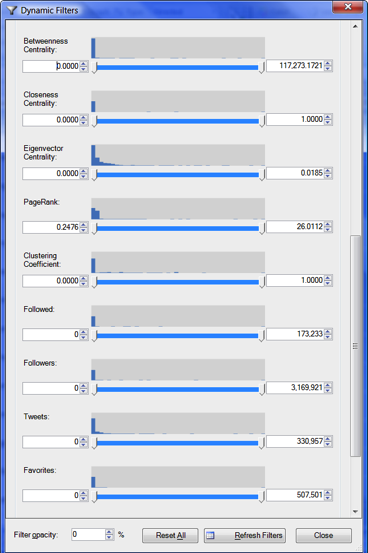 Dynamic Filters
Betweenness
Centrality:
0.0000 117,273.1721
Closeness
Centrality:
0.0000 1.0000
Eigenvector
Centrality:
0.0000 0.0185
PageRank:
0.2476 26.0112
Clustering
Coefficient:
0.0000 1.0000
Followed:
0 173,233
Followers:
0 3,169,921
Tweets:
0 330,957
Favorites:
0 507,501
Filter opacity: 0 % Reset All Refresh Filters Close